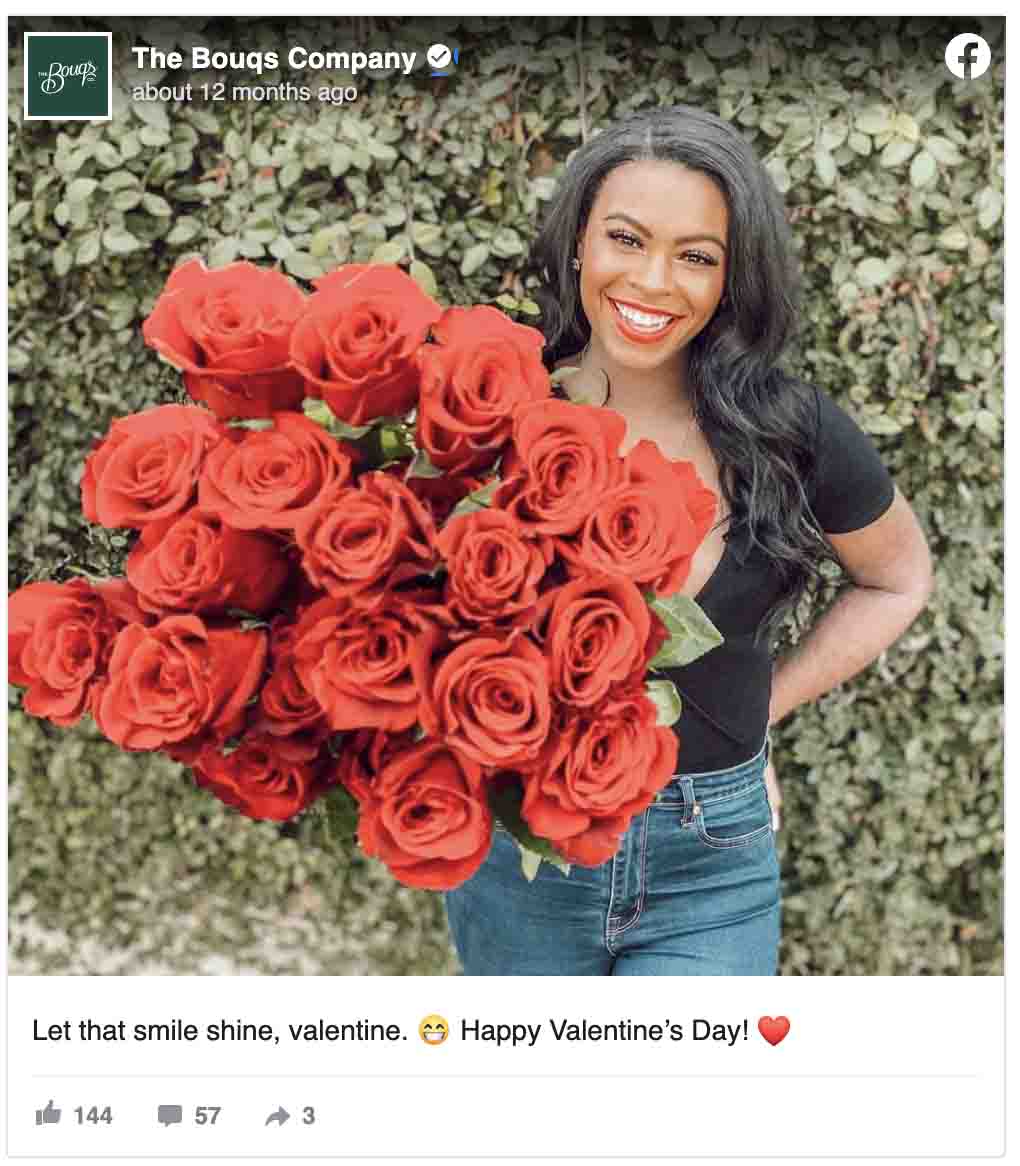 THE Bouqs CO.
The Bouqs Company
about 12 months ago
Let that smile shine, valentine. 😁 Happy Valentine’s Day! ❤️
144 57 3